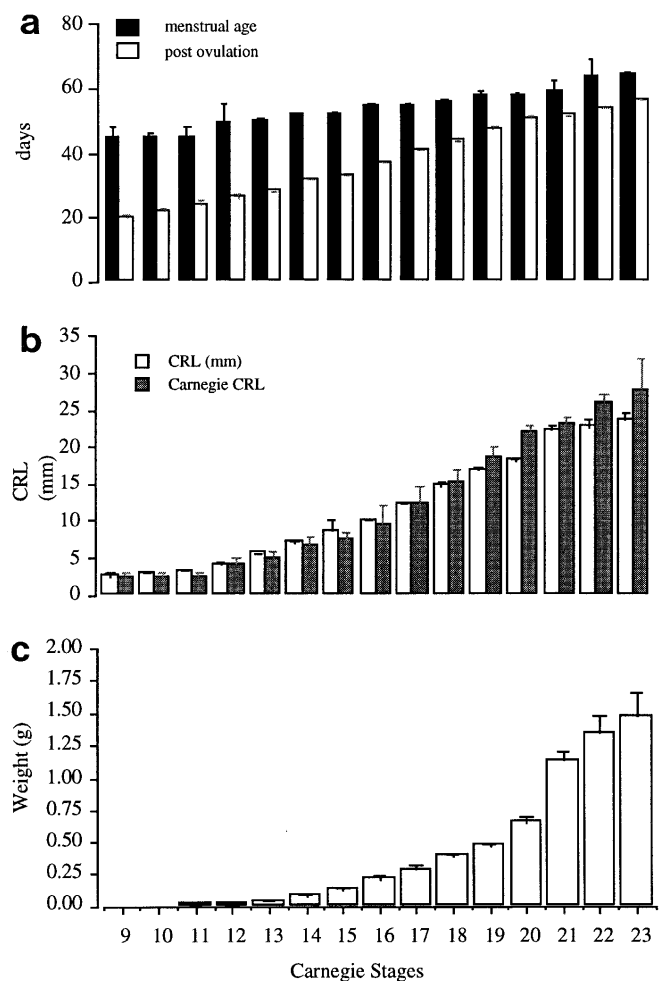 a
menstrual age
post ovulation
80
60
40
20
0
days
b
CRL (mm)
Carnegie CRL
35
30
25
20
15
10
5
0
CRL
(mm)
c
2.00
1.75
1.50
1.25
1.00
0.75
0.50
0.25
0.00
Weight (g)
9 10 11 12 13 14 15 16 17 18 19 20 21 22 23
Carnegie Stages